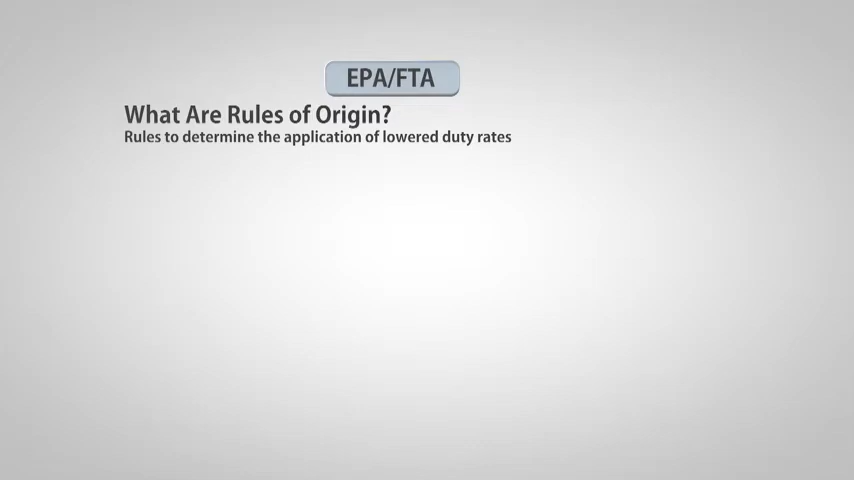 EPA/FTA
What Are Rules of Origin?
Rules to determine the application of lowered duty rates